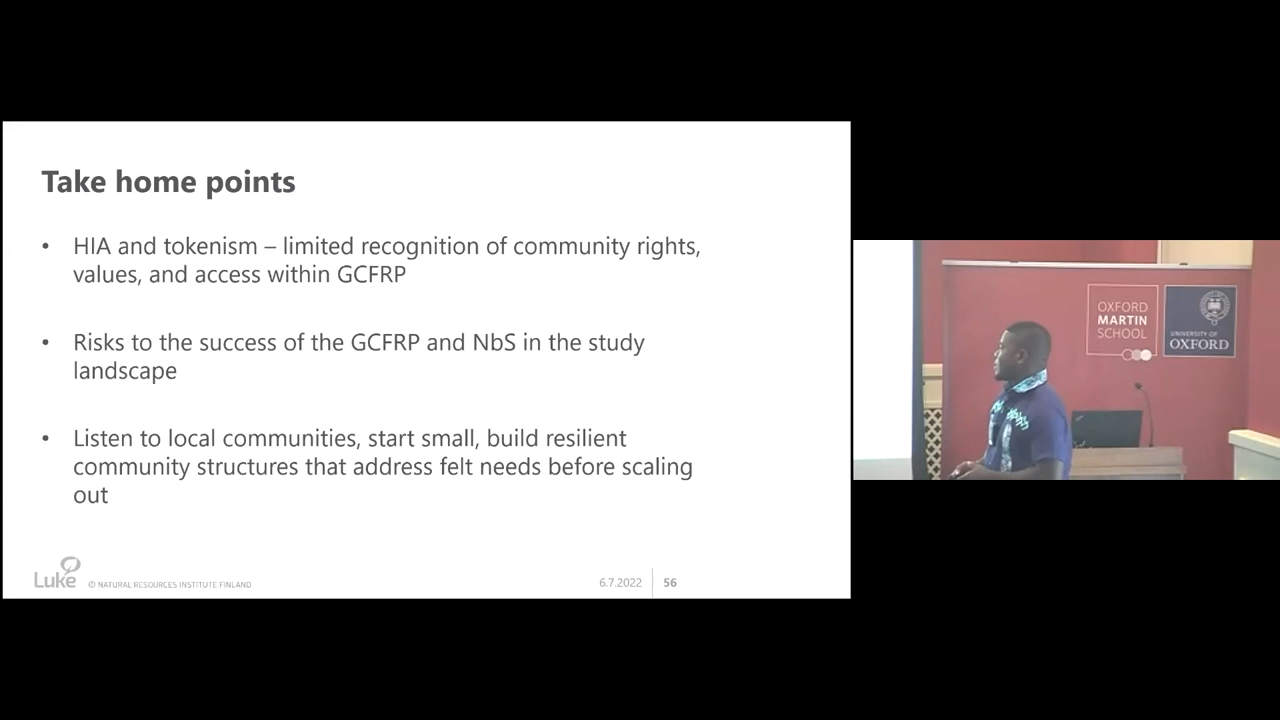 Take home points
• HIA and tokenism – limited recognition of community rights,
values, and access within GCFRP
• Risks to the success of the GCFRP and NbS in the study
landscape
• Listen to local communities, start small, build resilient
community structures that address felt needs before scaling
out
Luke
© NATURAL RESOURCES INSTITUTE FINLAND
6.7.2022
56
OXFORD
MARTIN
SCHOOL
UNIVERSITY OF
OXFORD